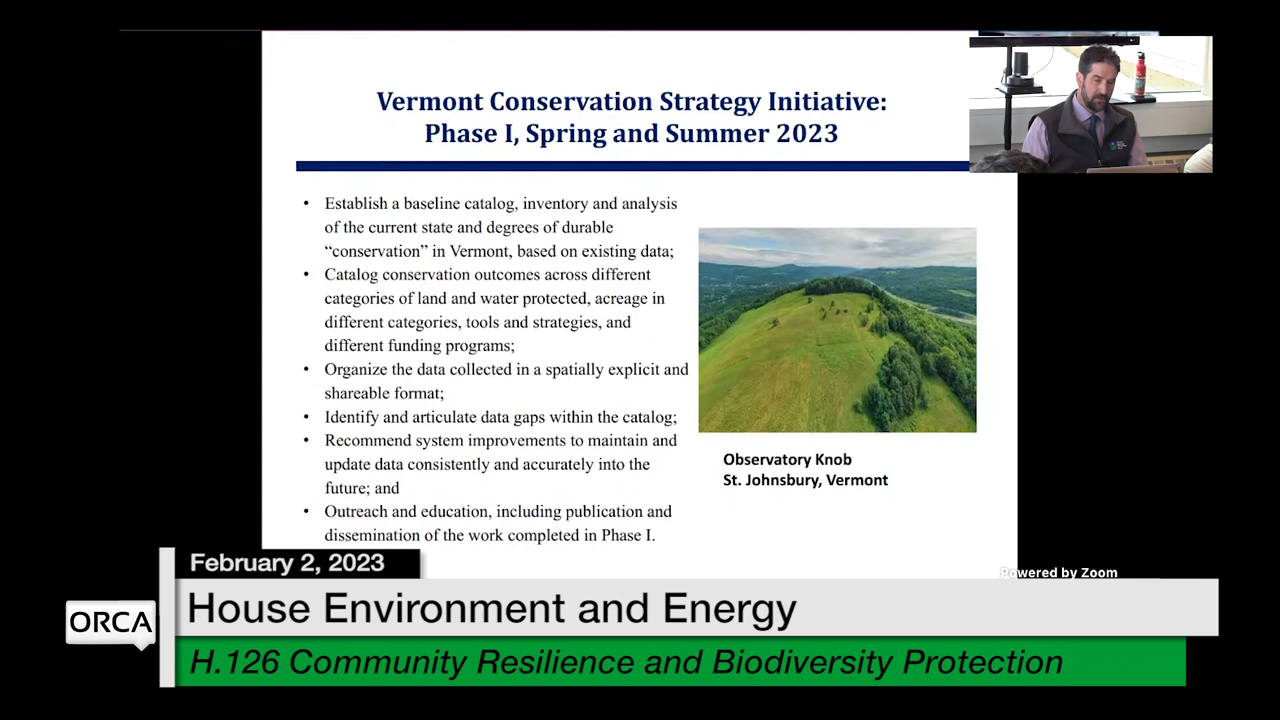 Vermont Conservation Strategy Initiative:
Phase I, Spring and Summer 2023
• Establish a baseline catalog, inventory and analysis
of the current state and degrees of durable
“conservation” in Vermont, based on existing data;
• Catalog conservation outcomes across different
categories of land and water protected, acreage in
different categories, tools and strategies, and
different funding programs;
• Organize the data collected in a spatially explicit and
shareable format;
• Identify and articulate data gaps within the catalog;
• Recommend system improvements to maintain and
update data consistently and accurately into the
future; and
• Outreach and education, including publication and
dissemination of the work completed in Phase I.
Observatory Knob
St. Johnsbury, Vermont
February 2, 2023
Powered by Zoom
House Environment and Energy
ORCA
H.126 Community Resilience and Biodiversity Protection